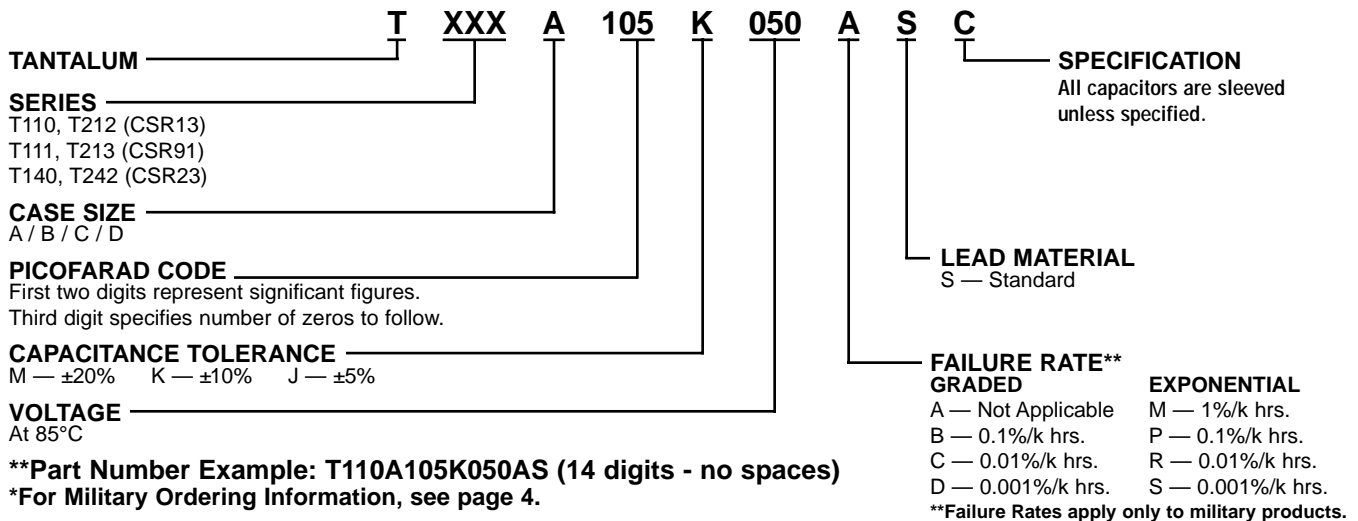 T XXX A 105 K 050 A S C
TANTALUM
SERIES
T110, T212 (CSR13)
T111, T213 (CSR91)
T140, T242 (CSR23)
CASE SIZE
A / B / C / D
PICOFARAD CODE
First two digits represent significant figures.
Third digit specifies number of zeros to follow.
CAPACITANCE TOLERANCE
M — ±20% K — ±10% J — ±5%
VOLTAGE
At 85°C
**Part Number Example: T110A105K050AS (14 digits - no spaces)
*For Military Ordering Information, see page 4.
SPECIFICATION
All capacitors are sleeved
unless specified.
LEAD MATERIAL
S — Standard
FAILURE RATE**
GRADED EXPONENTIAL
A — Not Applicable M — 1%/k hrs.
B — 0.1%/k hrs. P — 0.1%/k hrs.
C — 0.01%/k hrs. R — 0.01%/k hrs.
D — 0.001%/k hrs. S — 0.001%/k hrs.
**Failure Rates apply only to military products.